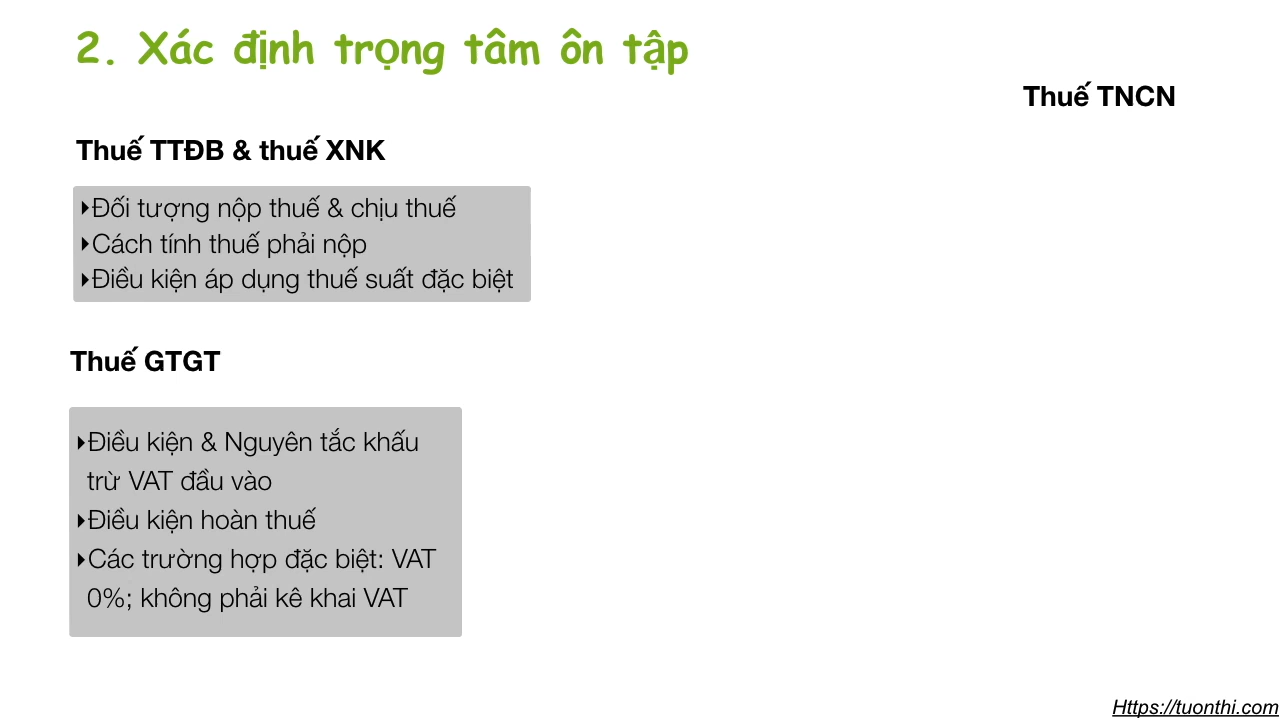 2. Xác định trọng tâm ôn tập
Thuế TNCN
Thuế TTĐB & thuế XNK
‣Đối tượng nộp thuế & chịu thuế
‣Cách tính thuế phải nộp
‣Điều kiện áp dụng thuế suất đặc biệt
Thuế GTGT
‣Điều kiện & Nguyên tắc khấu
trừ VAT đầu vào
‣Điều kiện hoàn thuế
‣Các trường hợp đặc biệt: VAT
0%; không phải kê khai VAT
Https://tuonthi.com